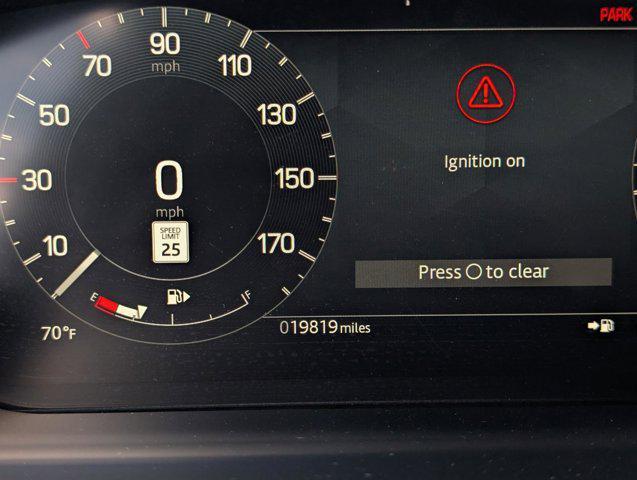 PARK
90
mph
70
110
50
130
Ignition on
30
0
150
mph
SPEED
LIMIT
25
10
170
Press ○ to clear
E
F
019819 miles
70°F